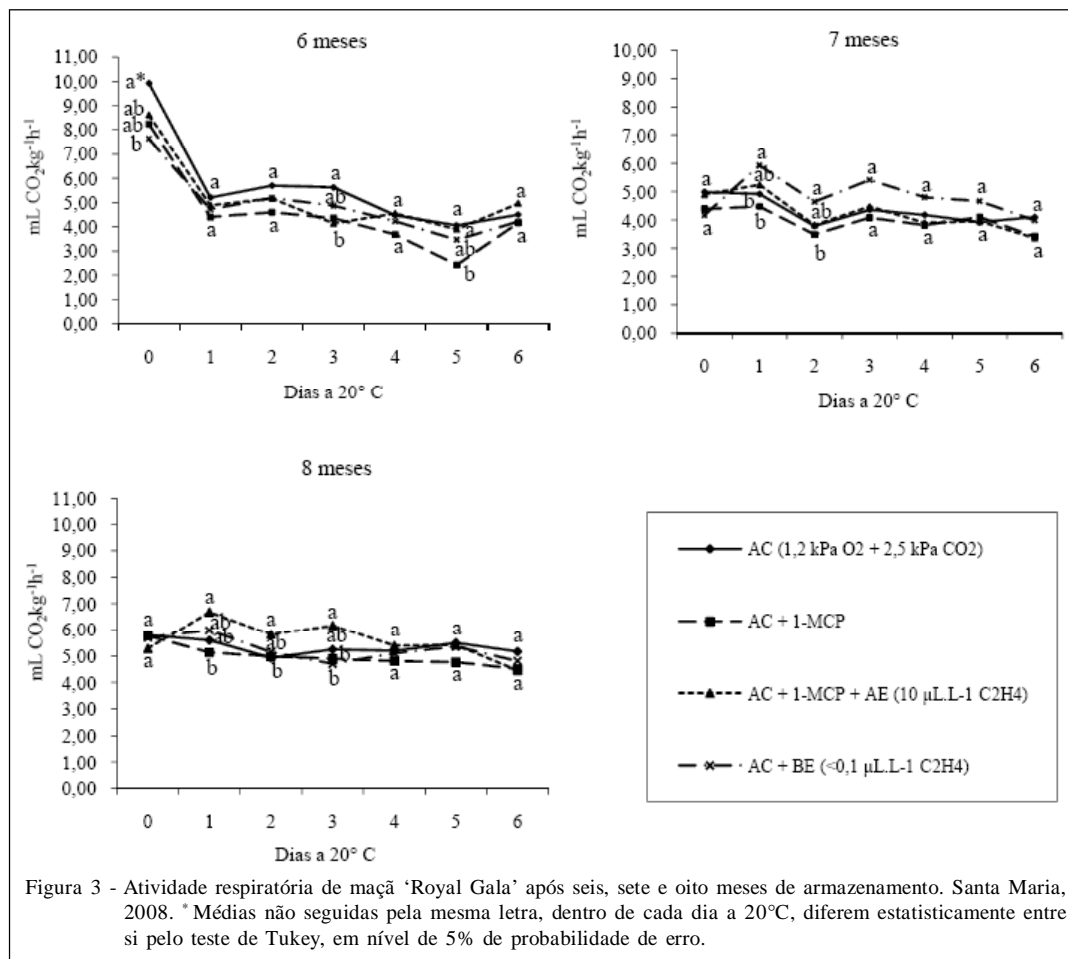 6 meses
11,00
10,00
9,00
8,00
7,00
6,00
5,00
4,00
3,00
2,00
1,00
0,00
mL CO2kg-1h-1
a*
ab
ab
b
a
a
a
a
a
ab
b
a
a
a
a
ab
b
a
a
0 1 2 3 4 5 6
Dias a 20° C
7 meses
10,00
9,00
8,00
7,00
6,00
5,00
4,00
3,00
2,00
1,00
0,00
mL CO2kg-1h-1
a
a
a
ab
b
b
a
ab
b
a
a
a
a
a
a
a
a
0 1 2 3 4 5 6
Dias a 20° C
8 meses
11,00
10,00
9,00
8,00
7,00
6,00
5,00
4,00
3,00
2,00
1,00
0,00
mL CO2kg-1h-1
a
a
a
ab
ab
b
a
ab
b
b
a
ab
b
b
a
a
a
a
a
a
0 1 2 3 4 5 6
Dias a 20° C
AC (1,2 kPa O2 + 2,5 kPa CO2)
AC + 1-MCP
AC + 1-MCP + AE (10 µL.L-1 C2H4)
AC + BE (<0,1 µL.L-1 C2H4)
Figura 3 - Atividade respiratória de maçã ‘Royal Gala’ após seis, sete e oito meses de armazenamento. Santa Maria,
2008. *Médias não seguidas pela mesma letra, dentro de cada dia a 20°C, diferem estatisticamente entre
si pelo teste de Tukey, em nível de 5% de probabilidade de erro.